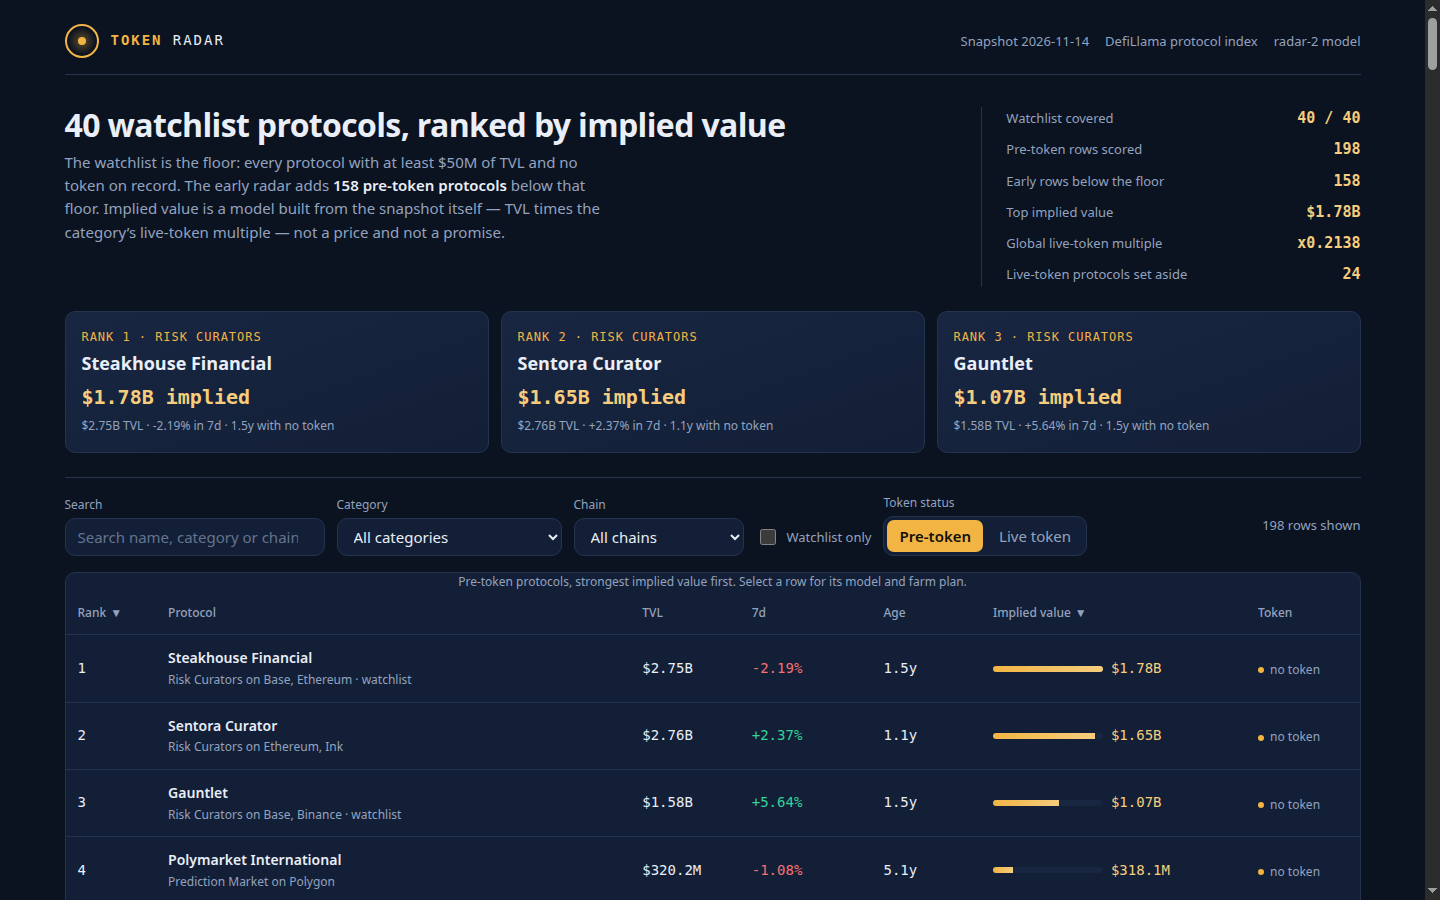 TOKEN RADAR
Snapshot 2026-11-14 DefiLlama protocol index radar-2 model
40 watchlist protocols, ranked by implied value
The watchlist is the floor: every protocol with at least $50M of TVL and no
token on record. The early radar adds 158 pre-token protocols below that
floor. Implied value is a model built from the snapshot itself — TVL times the
category’s live-token multiple — not a price and not a promise.
Watchlist covered 40 / 40
Pre-token rows scored 198
Early rows below the floor 158
Top implied value $1.78B
Global live-token multiple x0.2138
Live-token protocols set aside 24
RANK 1 · RISK CURATORS
Steakhouse Financial
$1.78B implied
$2.75B TVL · -2.19% in 7d · 1.5y with no token
RANK 2 · RISK CURATORS
Sentora Curator
$1.65B implied
$2.76B TVL · +2.37% in 7d · 1.1y with no token
RANK 3 · RISK CURATORS
Gauntlet
$1.07B implied
$1.58B TVL · +5.64% in 7d · 1.5y with no token
Search
Search name, category or chain
Category
All categories
Chain
All chains
Watchlist only
Token status
Pre-token Live token
198 rows shown
Pre-token protocols, strongest implied value first. Select a row for its model and farm plan.
Rank ▼ Protocol TVL 7d Age Implied value ▼ Token
1 Steakhouse Financial $2.75B -2.19% 1.5y $1.78B no token
Risk Curators on Base, Ethereum · watchlist
2 Sentora Curator $2.76B +2.37% 1.1y $1.65B no token
Risk Curators on Ethereum, Ink
3 Gauntlet $1.58B +5.64% 1.5y $1.07B no token
Risk Curators on Base, Binance · watchlist
4 Polymarket International $320.2M -1.08% 5.1y $318.1M no token
Prediction Market on Polygon